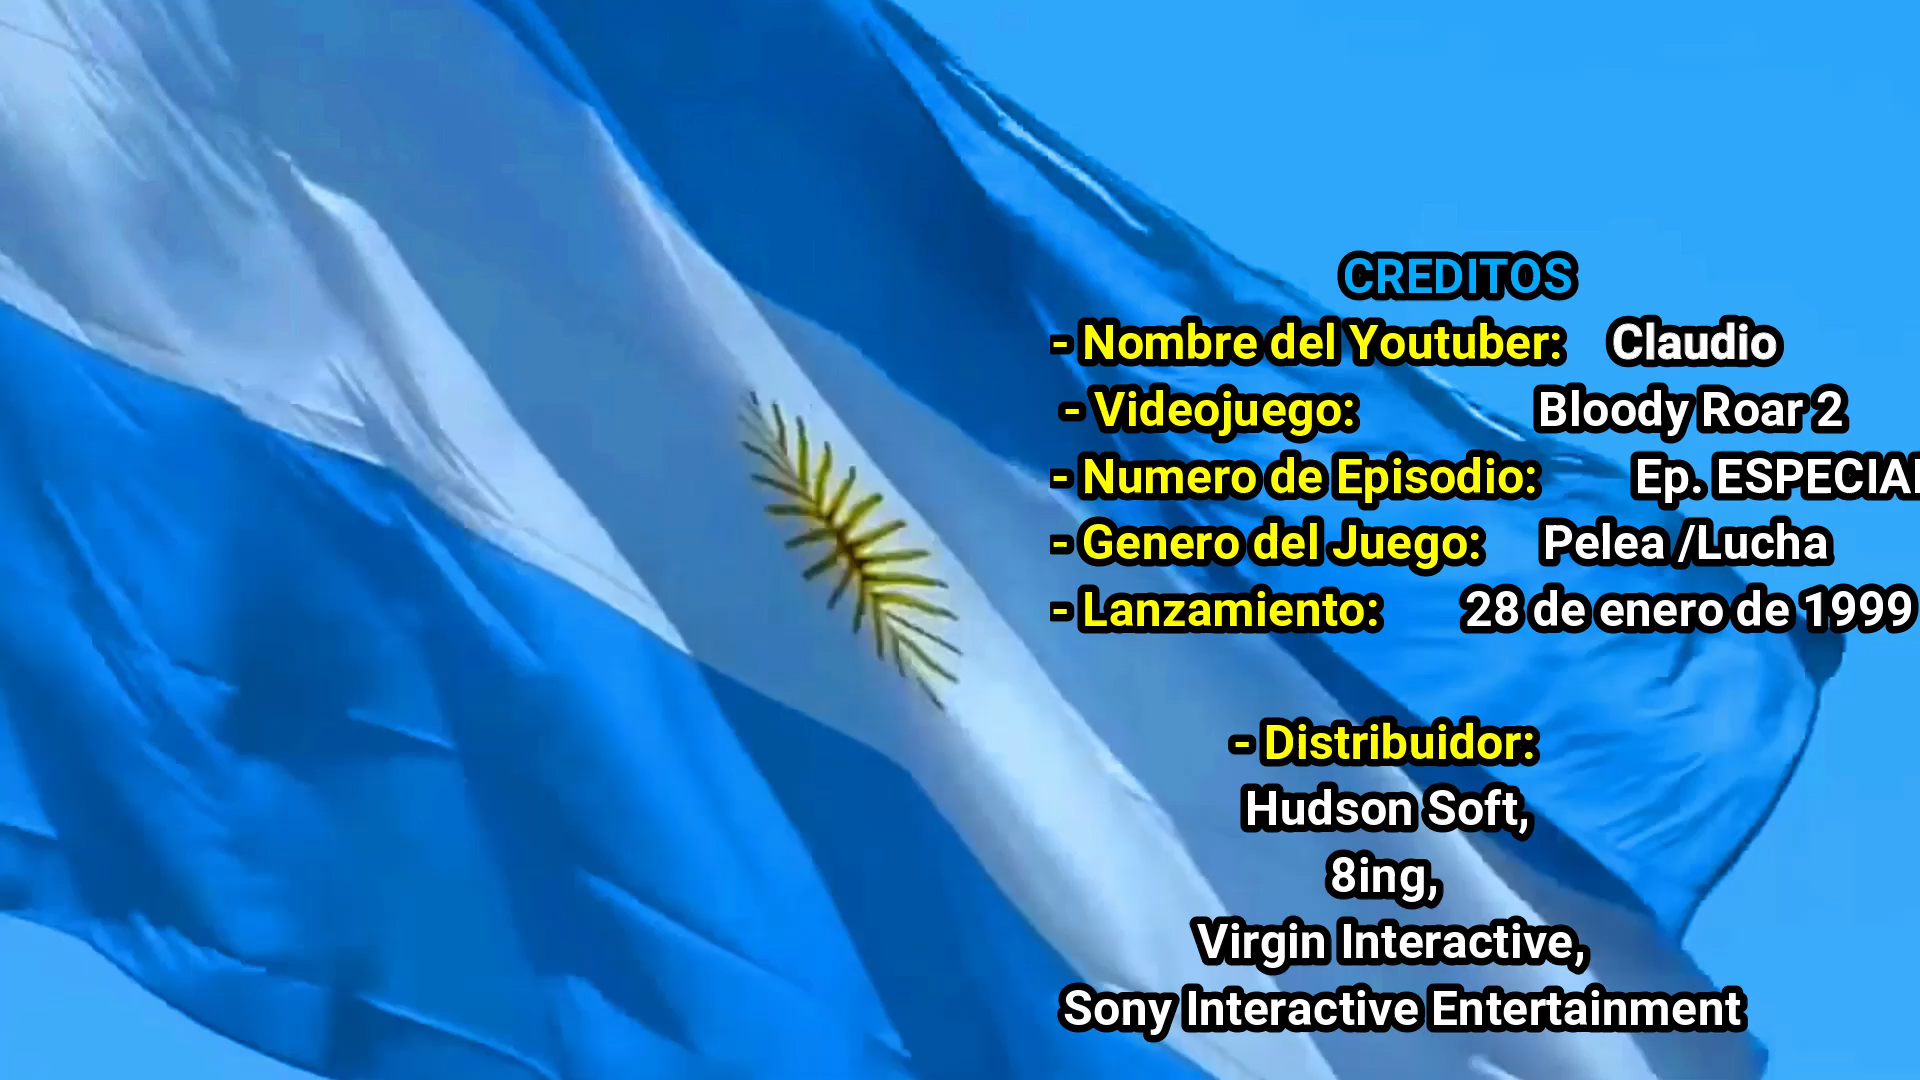 CREDITOS
- Nombre del Youtuber: Claudio
- Videojuego: Bloody Roar 2
- Numero de Episodio: Ep. ESPECIAL
- Genero del Juego: Pelea /Lucha
- Lanzamiento: 28 de enero de 1999
- Distribuidor:
Hudson Soft,
8ing,
Virgin Interactive,
Sony Interactive Entertainment